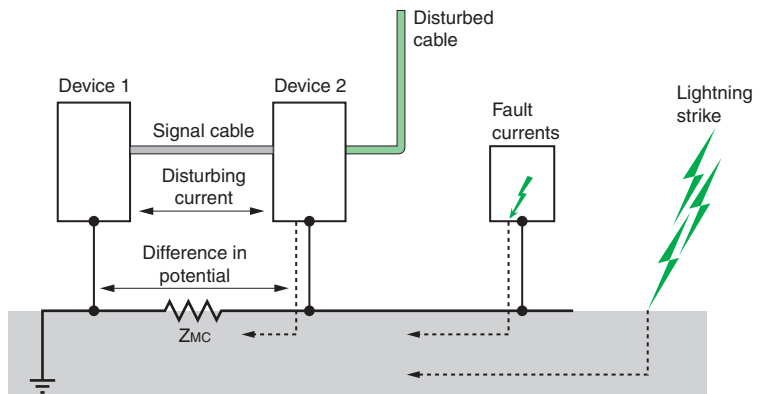 Disturbed
cable
Device 1
Device 2
Signal cable
Fault
currents
Lightning
strike
Disturbing
current
Difference in
potential
ZMC